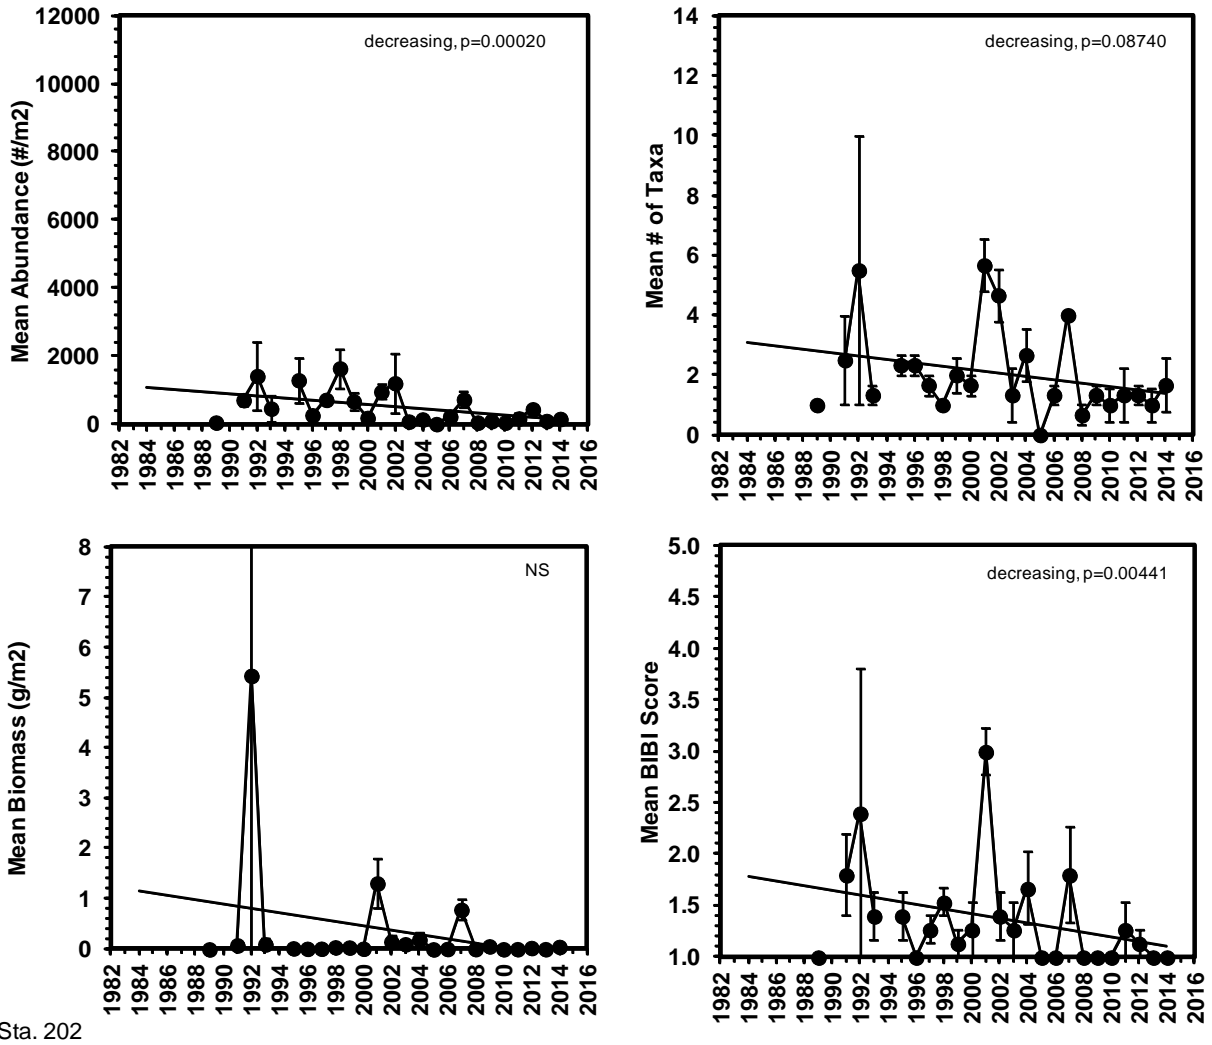 12000
10000
8000
6000
4000
2000
0
Mean Abundance (#/m2)
decreasing, p=0.00020
1982 1984 1986 1988 1990 1992 1994 1996 1998 2000 2002 2004 2006 2008 2010 2012 2014 2016
14
12
10
8
6
4
2
0
Mean # of Taxa
decreasing, p=0.08740
1982 1984 1986 1988 1990 1992 1994 1996 1998 2000 2002 2004 2006 2008 2010 2012 2014 2016
8
7
6
5
4
3
2
1
0
Mean Biomass (g/m2)
NS
1982 1984 1986 1988 1990 1992 1994 1996 1998 2000 2002 2004 2006 2008 2010 2012 2014 2016
5.0
4.5
4.0
3.5
3.0
2.5
2.0
1.5
1.0
Mean BIBI Score
decreasing, p=0.00441
1982 1984 1986 1988 1990 1992 1994 1996 1998 2000 2002 2004 2006 2008 2010 2012 2014 2016
Sta. 202